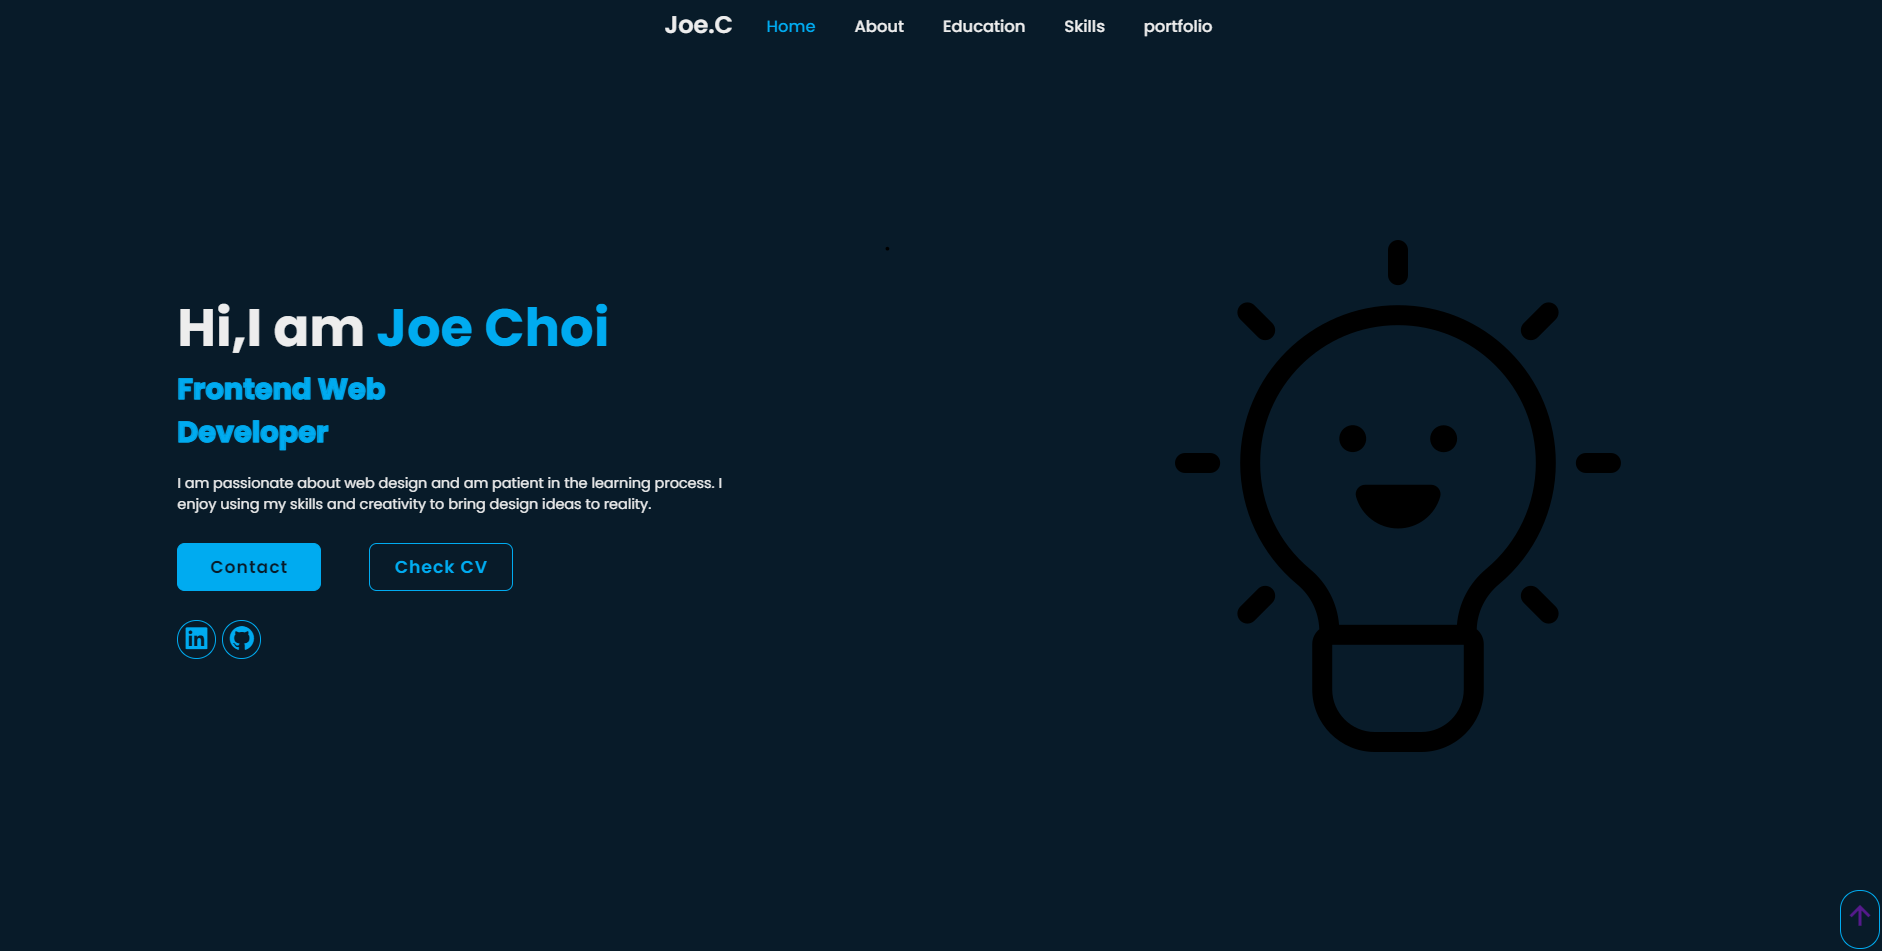 Joe.C Home About Education Skills portfolio
Hi,I am Joe Choi
Frontend Web
Developer
I am passionate about web design and am patient in the learning process. I
enjoy using my skills and creativity to bring design ideas to reality.
Contact Check CV
in